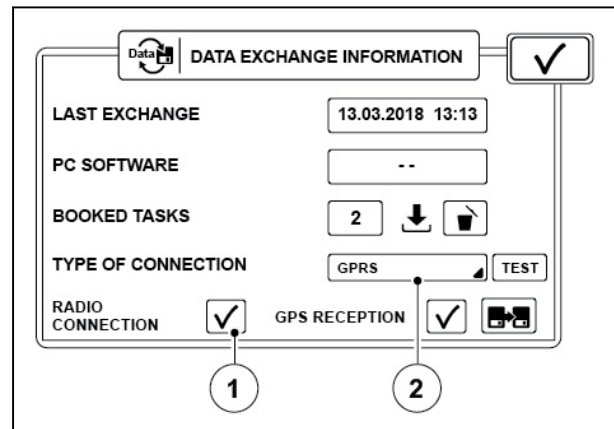 Data DATA EXCHANGE INFORMATION
LAST EXCHANGE 13.03.2018 13:13
PC SOFTWARE --
BOOKED TASKS 2
TYPE OF CONNECTION GPRS TEST
RADIO
CONNECTION GPS RECEPTION
1 2